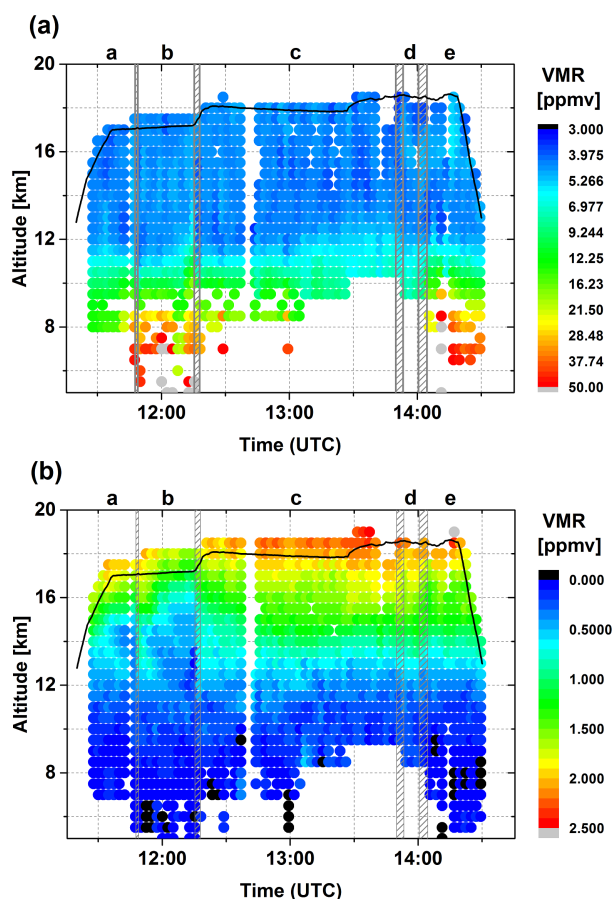 (a)
a b c d e
VMR
[ppmv]
20
16
12
8
Altitude [km]
3.000
3.975
5.266
6.977
9.244
12.25
16.23
21.50
28.49
37.74
50.00
12:00 13:00 14:00
Time (UTC)
(b)
a b c d e
VMR
[ppmv]
20
16
12
8
Altitude [km]
0.000
0.5000
1.000
1.500
2.000
2.500
12:00 13:00 14:00
Time (UTC)